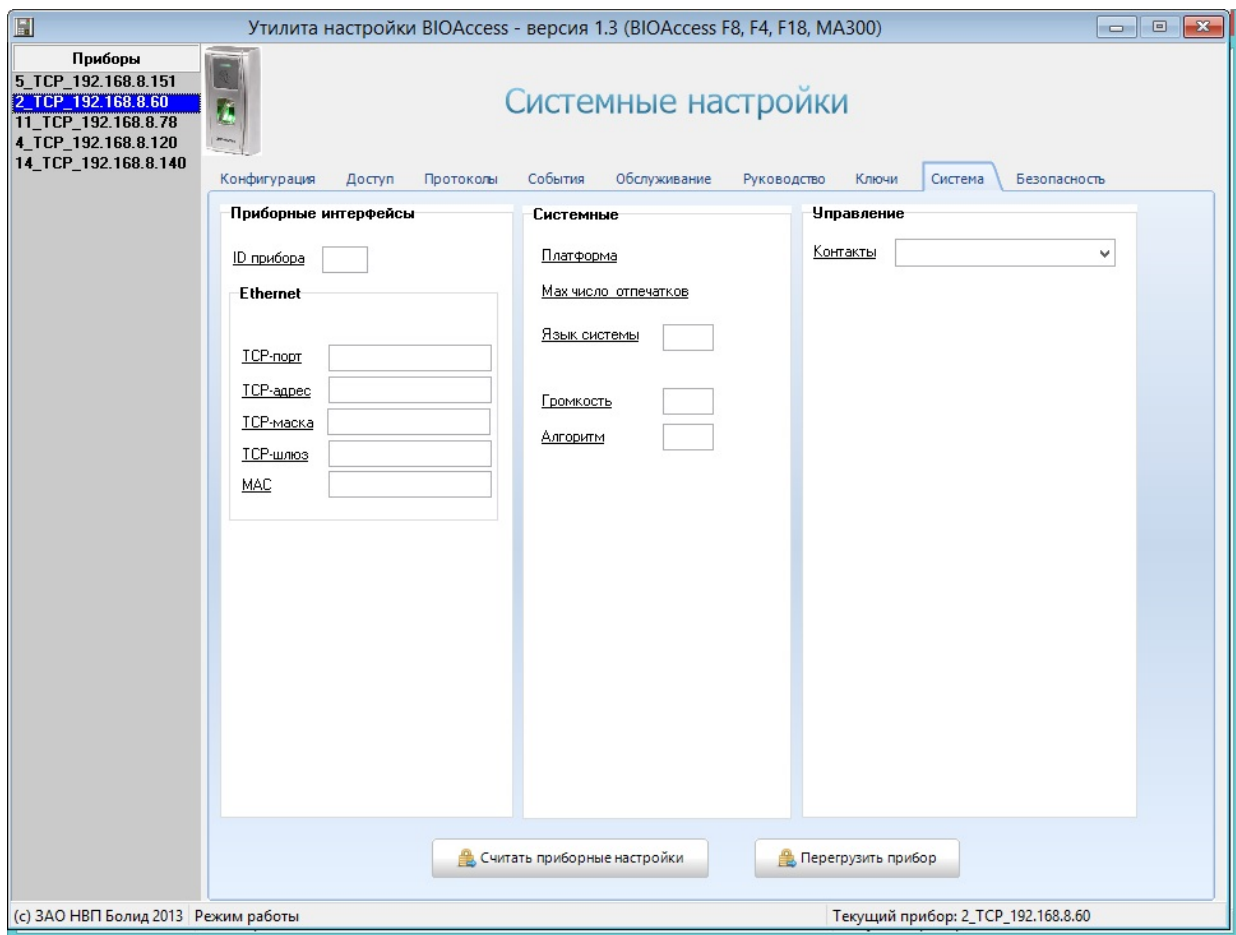 Утилита настройки BIOAccess - версия 1.3 (BIOAccess F8, F4, F18, MA300)
Приборы
5_TCP_192.168.8.151
2_TCP_192.168.8.60
11_TCP_192.168.8.78
4_TCP_192.168.8.120
14_TCP_192.168.8.140
Системные настройки
Конфигурация Доступ Протоколы События Обслуживание Руководство Ключи Система Безопасность
Приборные интерфейсы
ID прибора
Ethernet
TCP-порт
TCP-адрес
TCP-маска
TCP-шлюз
MAC
Системные
Платформа
Max число отпечатков
Язык системы
Громкость
Алгоритм
Управление
Контакты
Считать приборные настройки
Перегрузить прибор
(c) ЗАО НВП Болид 2013 Режим работы Текущий прибор: 2_TCP_192.168.8.60